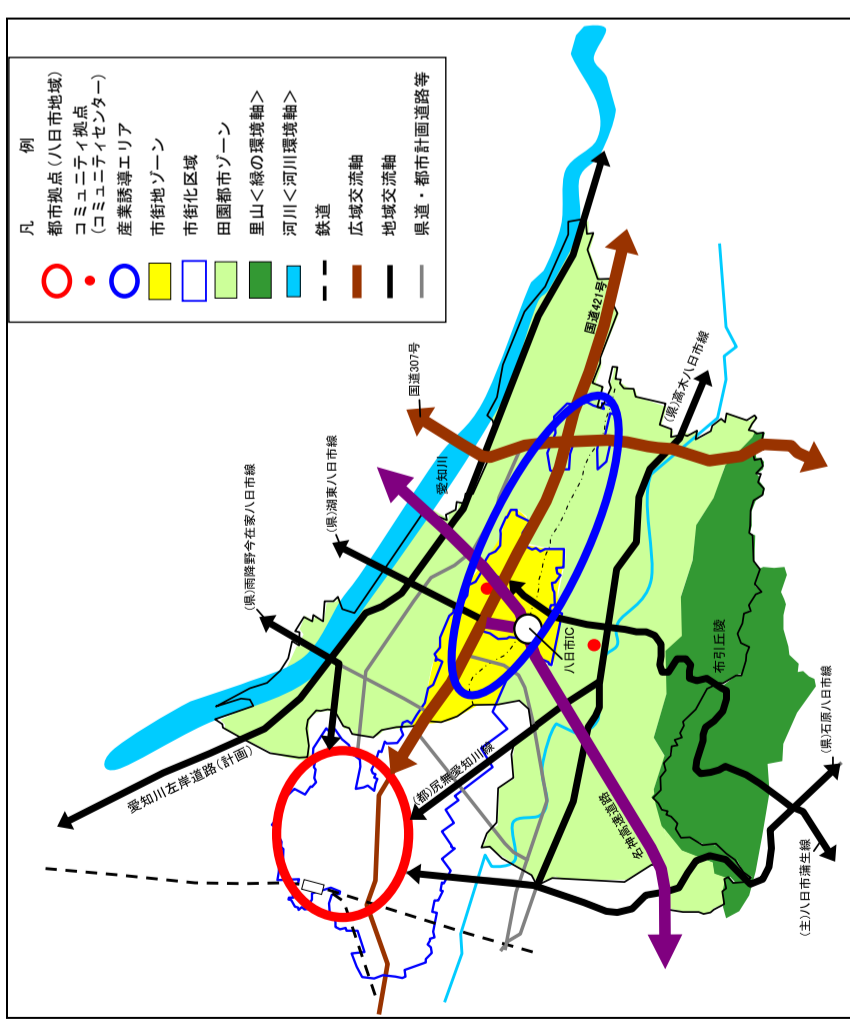 凡　例
都市拠点(八日市地域)
コミュニティ拠点
(コミュニティセンター)
産業誘導エリア
市街地ゾーン
市街化区域
田園都市ゾーン
里山＜緑の環境軸＞
河川＜河川環境軸＞
鉄道
広域交流軸
地域交流軸
県道・都市計画道路等
国道421号
国道307号
(県)高木八日市線
愛知川
(県)湖東八日市線
(県)雨降野今在家八日市線
八日市IC
布引丘陵
愛知川左岸道路(計画)
(都)尻無愛知川線
名神高速道路
(県)石原八日市線
(主)八日市蒲生線